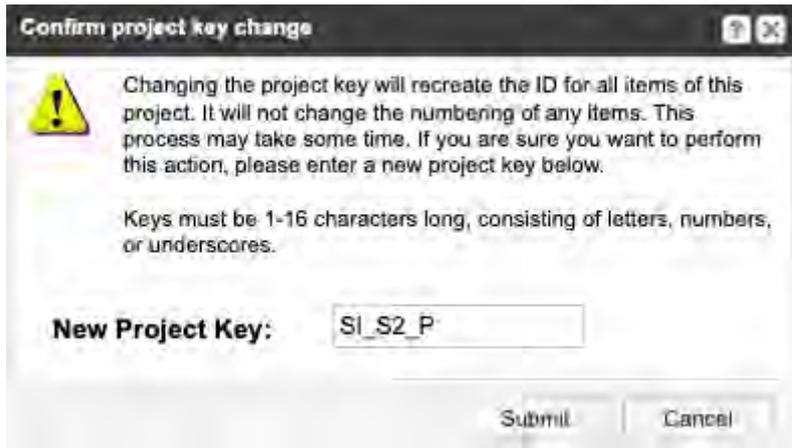 Confirm project key change
Changing the project key will recreate the ID for all items of this
project. It will not change the numbering of any items. This
process may take some time. If you are sure you want to perform
this action, please enter a new project key below.
Keys must be 1-16 characters long, consisting of letters, numbers,
or underscores.
New Project Key: SI_S2_P
Submit Cancel